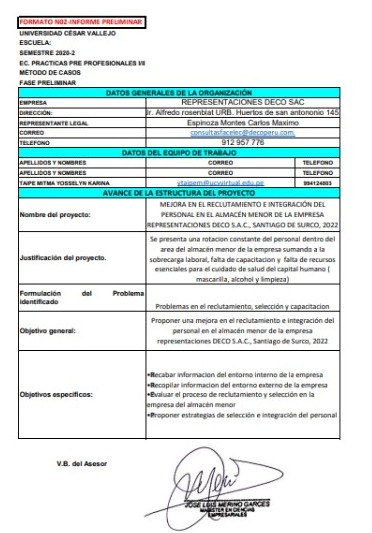 FORMATO N02-INFORME PRELIMINAR
UNIVERSIDAD CÉSAR VALLEJO
ESCUELA:
SEMESTRE 2020-2
EC. PRACTICAS PRE PROFESIONALES I/II
MÉTODO DE CASOS
FASE PRELIMINAR
DATOS GENERALES DE LA ORGANIZACIÓN
EMPRESA REPRESENTACIONES DECO SAC
DIRECCIÓN: Jr. Alfredo rosenblat URB. Huertos de san antononio 145
REPRESENTANTE LEGAL Espinoza Montes Carlos Maximo
CORREO consultasfacelec@decoperu.com.
TELEFONO 912 957 776
DATOS DEL EQUIPO DE TRABAJO
APELLIDOS Y NOMBRES CORREO TELEFONO
APELLIDOS Y NOMBRES CORREO TELEFONO
TAIPE MITMA YOSSELYN KARINA ytaipem@ucvvirtual.edu.pe 994124803
AVANCE DE LA ESTRUCTURA DEL PROYECTO
Nombre del proyecto: MEJORA EN EL RECLUTAMIENTO E INTEGRACIÓN DEL
PERSONAL EN EL ALMACÉN MENOR DE LA EMPRESA
REPRESENTACIONES DECO S.A.C., SANTIAGO DE SURCO, 2022
Justificación del proyecto. Se presenta una rotacion constante del personal dentro del
area del almacén menor de la empresa sumando a la
sobrecarga laboral, falta de capacitacion y falta de recursos
esenciales para el cuidado de salud del capital humano (
mascarilla, alcohol y limpieza)
Formulación del Problema
identificado Problemas en el reclutamiento, selección y capacitacion
Objetivo general: Proponer una mejora en el reclutamiento e integración del
personal en el almacén menor de la empresa
representaciones DECO S.A.C., Santiago de Surco, 2022
Objetivos específicos: •Recabar informacion del entorno interno de la empresa
•Recopilar informacion del entorno externo de la empresa
•Evaluar el proceso de reclutamiento y selección en la
empresa del almacén menor
•Proponer estrategias de selección e integración del personal
V.B. del Asesor
JOSE LUIS MERINO GARCES
MAGISTER EN CIENCIAS
EMPRESARIALES